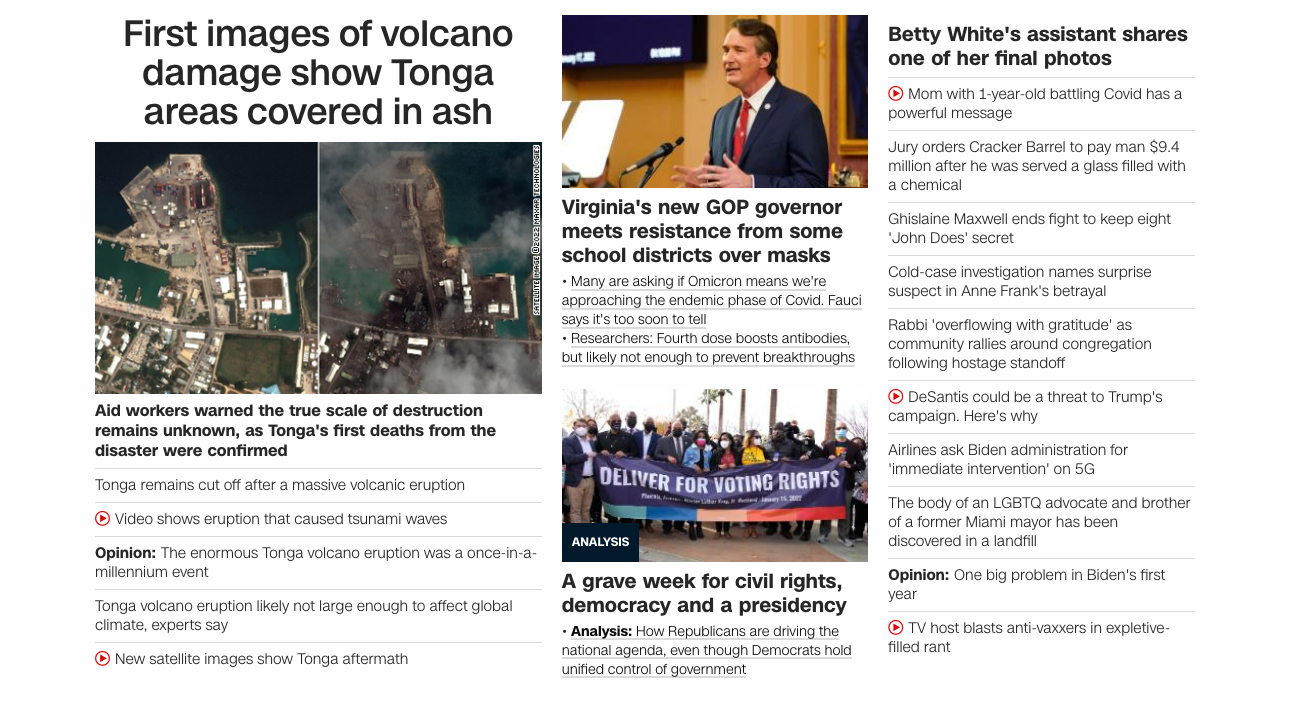 First images of volcano
damage show Tonga
areas covered in ash
SATELLITE IMAGE ©2022 MAXAR TECHNOLOGIES
Aid workers warned the true scale of destruction
remains unknown, as Tonga's first deaths from the
disaster were confirmed
Tonga remains cut off after a massive volcanic eruption
Video shows eruption that caused tsunami waves
Opinion: The enormous Tonga volcano eruption was a once-in-a-
millennium event
Tonga volcano eruption likely not large enough to affect global
climate, experts say
New satellite images show Tonga aftermath
Virginia's new GOP governor
meets resistance from some
school districts over masks
• Many are asking if Omicron means we're
approaching the endemic phase of Covid. Fauci
says it's too soon to tell
• Researchers: Fourth dose boosts antibodies,
but likely not enough to prevent breakthroughs
DELIVER FOR VOTING RIGHTS
ANALYSIS
A grave week for civil rights,
democracy and a presidency
• Analysis: How Republicans are driving the
national agenda, even though Democrats hold
unified control of government
Betty White's assistant shares
one of her final photos
Mom with 1-year-old battling Covid has a
powerful message
Jury orders Cracker Barrel to pay man $9.4
million after he was served a glass filled with
a chemical
Ghislaine Maxwell ends fight to keep eight
'John Does' secret
Cold-case investigation names surprise
suspect in Anne Frank's betrayal
Rabbi 'overflowing with gratitude' as
community rallies around congregation
following hostage standoff
DeSantis could be a threat to Trump's
campaign. Here's why
Airlines ask Biden administration for
'immediate intervention' on 5G
The body of an LGBTQ advocate and brother
of a former Miami mayor has been
discovered in a landfill
Opinion: One big problem in Biden's first
year
TV host blasts anti-vaxxers in expletive-
filled rant